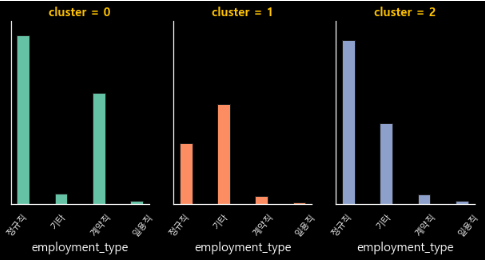 cluster = 0
cluster = 1
cluster = 2
정규직
기타
계약직
일용직
정규직
기타
계약직
일용직
정규직
기타
계약직
일용직
employment_type
employment_type
employment_type